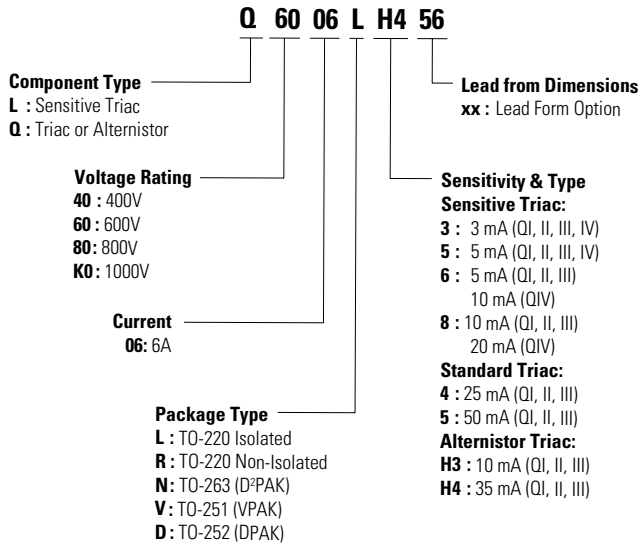 Q 60 06 L H4 56
Component Type
L : Sensitive Triac
Q : Triac or Alternistor
Voltage Rating
40 : 400V
60 : 600V
80: 800V
K0: 1000V
Current
06: 6A
Package Type
L : TO-220 Isolated
R : TO-220 Non-Isolated
N: TO-263 (D²PAK)
V: TO-251 (VPAK)
D: TO-252 (DPAK)
Lead from Dimensions
xx : Lead Form Option
Sensitivity & Type
Sensitive Triac:
3 : 3 mA (QI, II, III, IV)
5 : 5 mA (QI, II, III, IV)
6 : 5 mA (QI, II, III)
10 mA (QIV)
8 : 10 mA (QI, II, III)
20 mA (QIV)
Standard Triac:
4 : 25 mA (QI, II, III)
5 : 50 mA (QI, II, III)
Alternistor Triac:
H3 : 10 mA (QI, II, III)
H4 : 35 mA (QI, II, III)